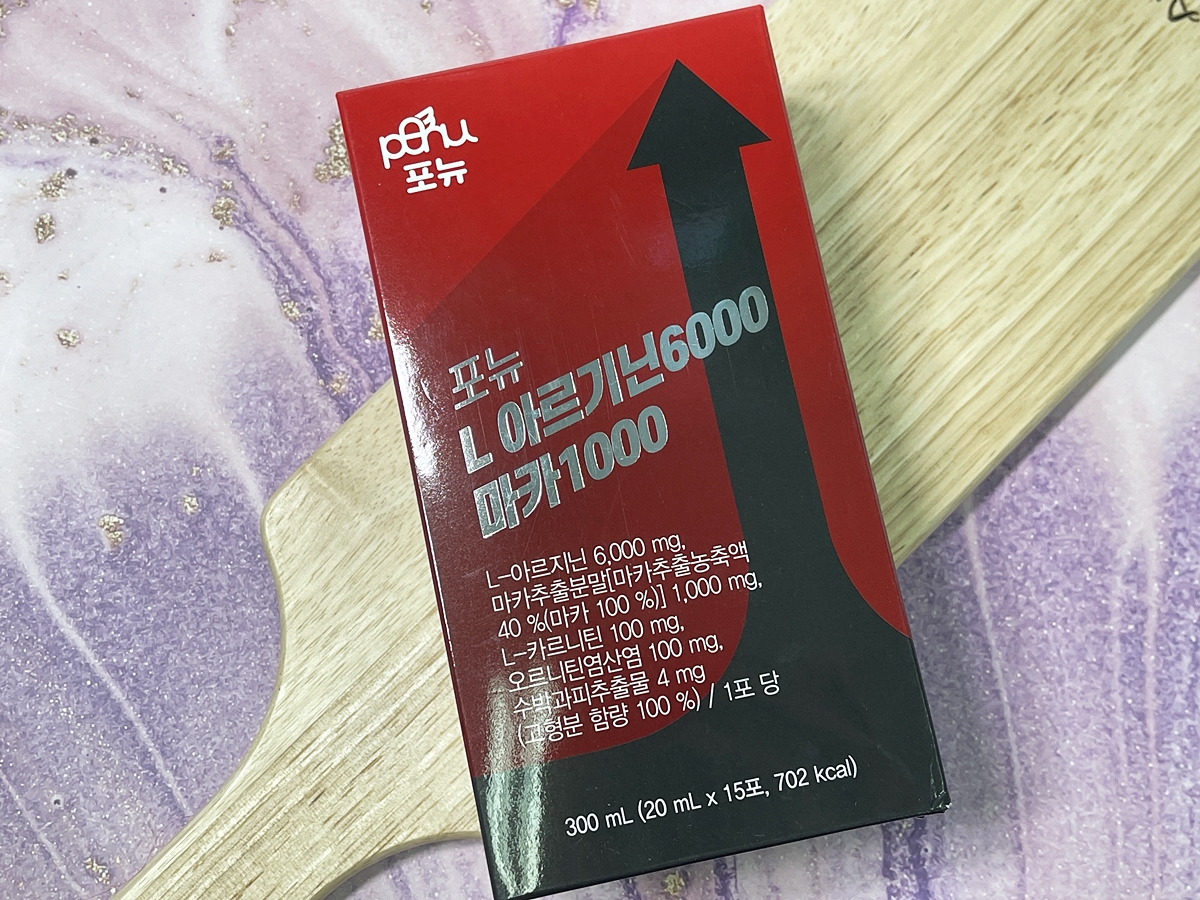 ponu
포뉴
포뉴
L 아르기닌6000
마카1000
L-아르지닌 6,000 mg,
마카추출분말[마카추출농축액
40 %(마카 100 %)] 1,000 mg,
L-카르니틴 100 mg,
오르니틴염산염 100 mg,
수박과피추출물 4 mg
(고형분 함량 100 %) / 1포 당
300 mL (20 mL x 15포, 702 kcal)